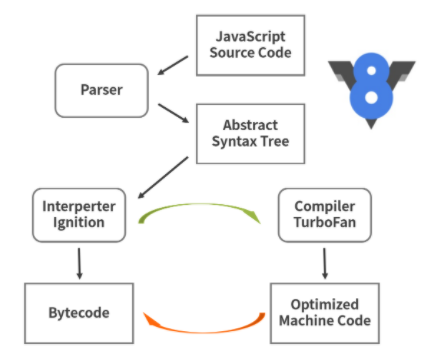 JavaScript
Source Code
Parser
Abstract
Syntax Tree
Interperter
Ignition
Compiler
TurboFan
Bytecode
Optimized
Machine Code